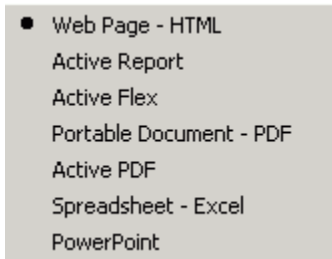 Web Page - HTML
Active Report
Active Flex
Portable Document - PDF
Active PDF
Spreadsheet - Excel
PowerPoint